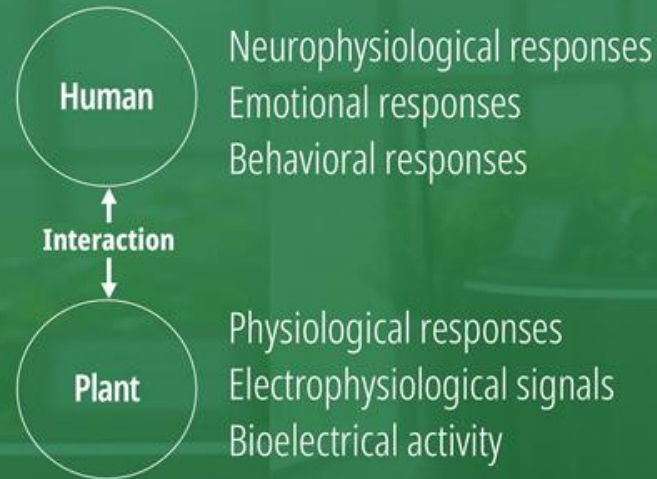 Human
Neurophysiological responses
Emotional responses
Behavioral responses
Interaction
Plant
Physiological responses
Electrophysiological signals
Bioelectrical activity